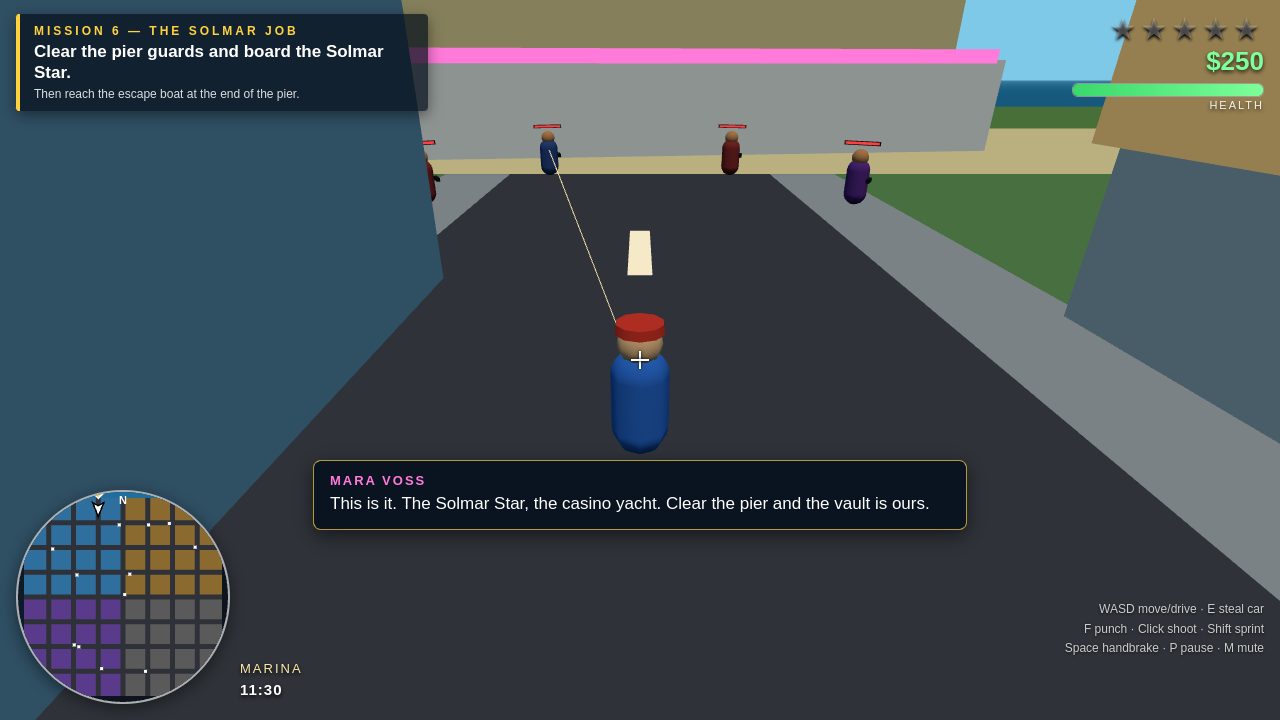 MISSION 6 — THE SOLMAR JOB
Clear the pier guards and board the Solmar
Star.
Then reach the escape boat at the end of the pier.
$250
HEALTH
MARA VOSS
This is it. The Solmar Star, the casino yacht. Clear the pier and the vault is ours.
N
MARINA
11:30
WASD move/drive · E steal car
F punch · Click shoot · Shift sprint
Space handbrake · P pause · M mute